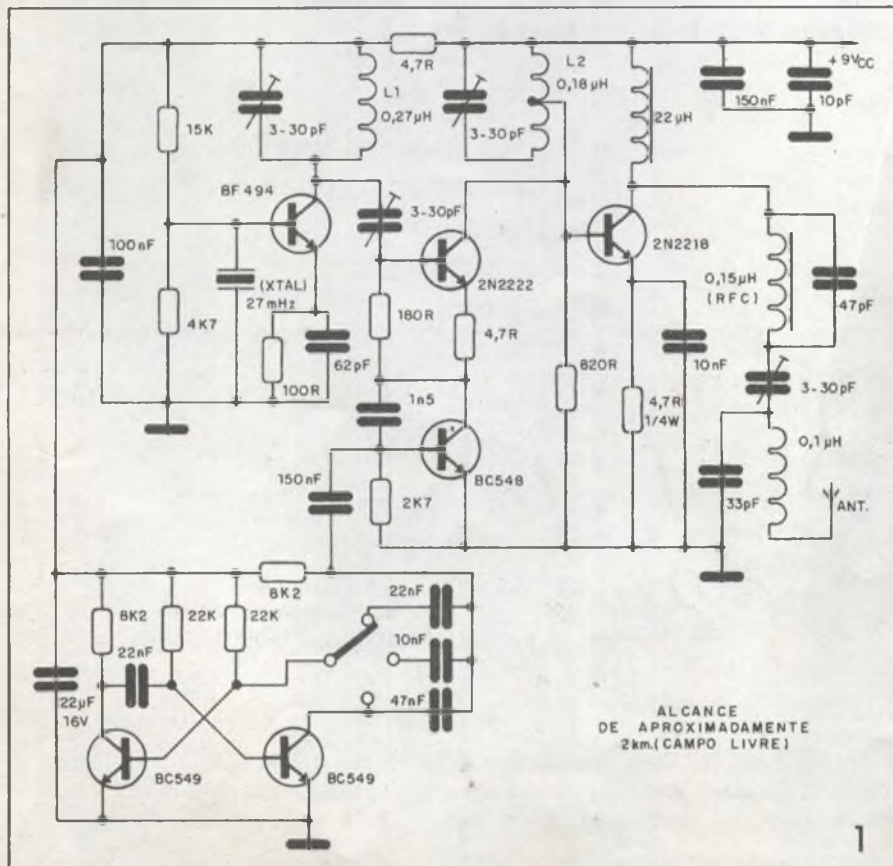 +9VCC
4,7R
L2
0,18µH
L1
0,27µH
15K
3-30pF
3-30pF
22µH
150nF
10pF
BF 494
3-30pF
2N2218
100nF
2N2222
0,15µH
(RFC)
(XTAL)
27mHz
180R
47pF
4K7
62pF
4,7R
820R
10nF
100R
3-30pF
1n5
4,7R
1/4W
0,1µH
150nF
BC548
33pF
ANT.
2K7
8K2
22nF
8K2
22K
22K
22nF
10nF
22µF
16V
47nF
BC549
BC549
ALCANCE
DE APROXIMADAMENTE
2km.(CAMPO LIVRE)
1